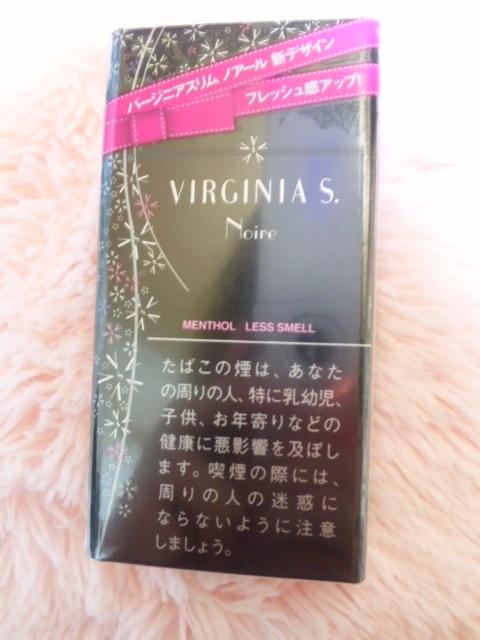 バージニアスリム ノアール 新デザイン
フレッシュ感アップ!
VIRGINIA S.
Noire
MENTHOL LESS SMELL
たばこの煙は、あなた
の周りの人、特に乳幼児、
子供、お年寄りなどの
健康に悪影響を及ぼし
ます。喫煙の際には、
周りの人の迷惑に
ならないように注意
しましょう。